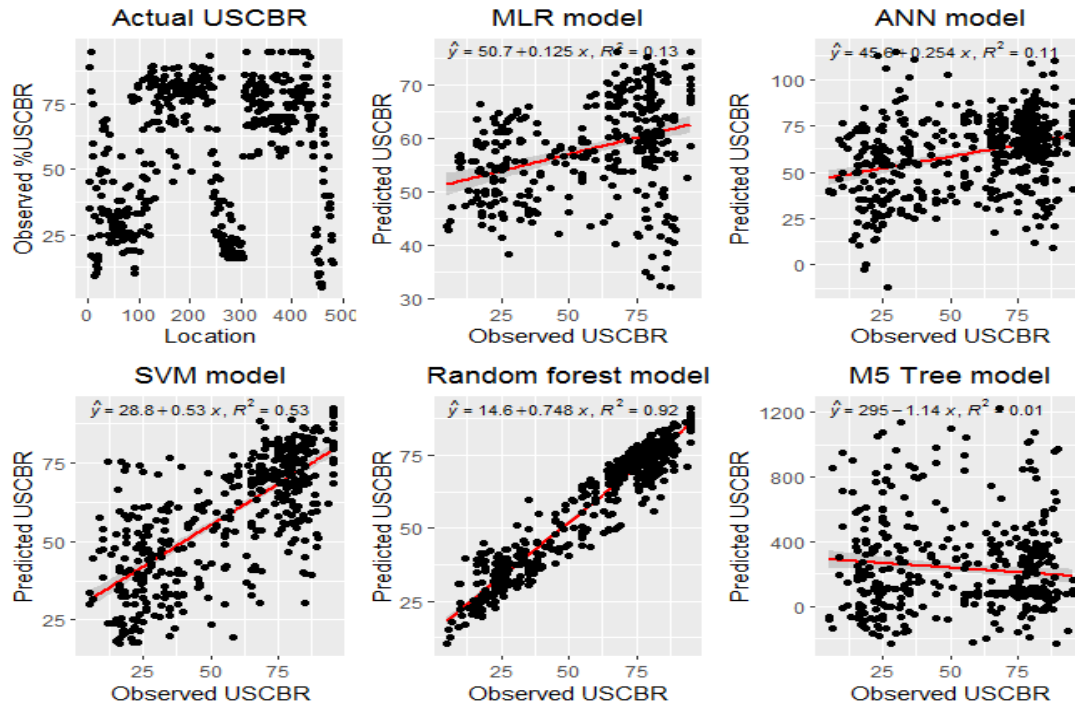 Actual USCBR
Observed %USCBR
75
50
25
0 100 200 300 400 500
Location
MLR model
ŷ = 50.7 + 0.125 x, R² = 0.13
Predicted USCBR
70
60
50
40
30
25 50 75
Observed USCBR
ANN model
ŷ = 45.6 + 0.254 x, R² = 0.11
Predicted USCBR
100
75
50
25
0
25 50 75
Observed USCBR
SVM model
ŷ = 28.8 + 0.53 x, R² = 0.53
Predicted USCBR
75
50
25
25 50 75
Observed USCBR
Random forest model
ŷ = 14.6 + 0.748 x, R² = 0.92
Predicted USCBR
75
50
25
25 50 75
Observed USCBR
M5 Tree model
ŷ = 295 − 1.14 x, R² = 0.01
Predicted USCBR
1200
800
400
0
25 50 75
Observed USCBR